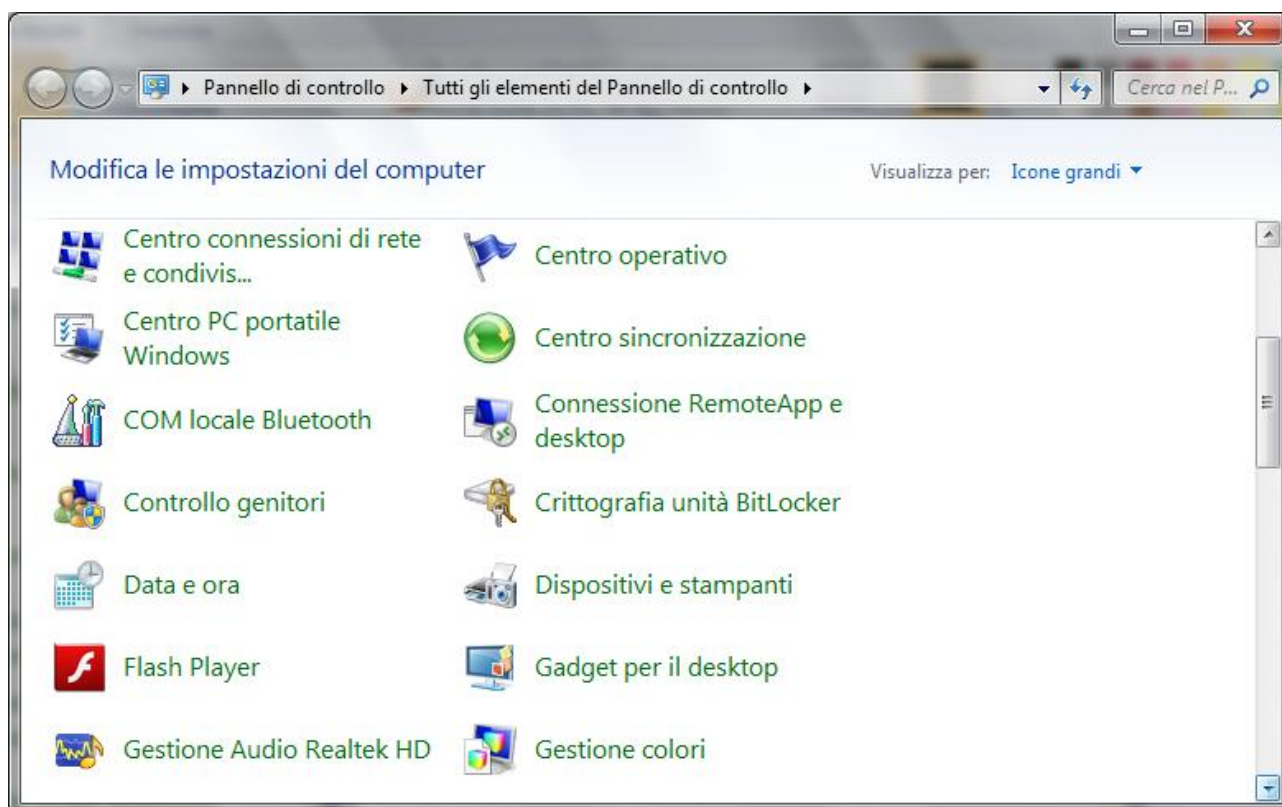 Pannello di controllo
Tutti gli elementi del Pannello di controllo
Cerca nel P...
Modifica le impostazioni del computer
Visualizza per:
Icone grandi
Centro connessioni di rete
e condivis...
Centro operativo
Centro PC portatile
Windows
Centro sincronizzazione
COM locale Bluetooth
Connessione RemoteApp e
desktop
Controllo genitori
Crittografia unità BitLocker
Data e ora
Dispositivi e stampanti
Flash Player
Gadget per il desktop
Gestione Audio Realtek HD
Gestione colori